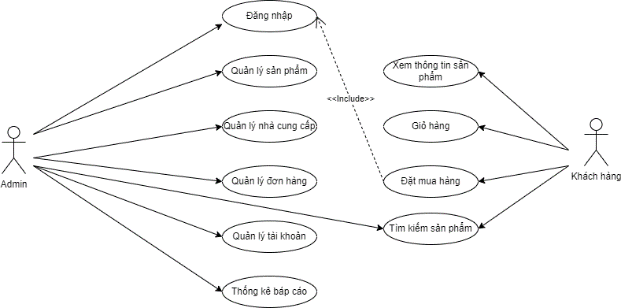 Đăng nhập
Quản lý sản phẩm
Xem thông tin sản
phẩm
<<Include>>
Quản lý nhà cung cấp
Giỏ hàng
Admin
Khách hàng
Quản lý đơn hàng
Đặt mua hàng
Quản lý tài khoản
Tìm kiếm sản phẩm
Thống kê báp cáo